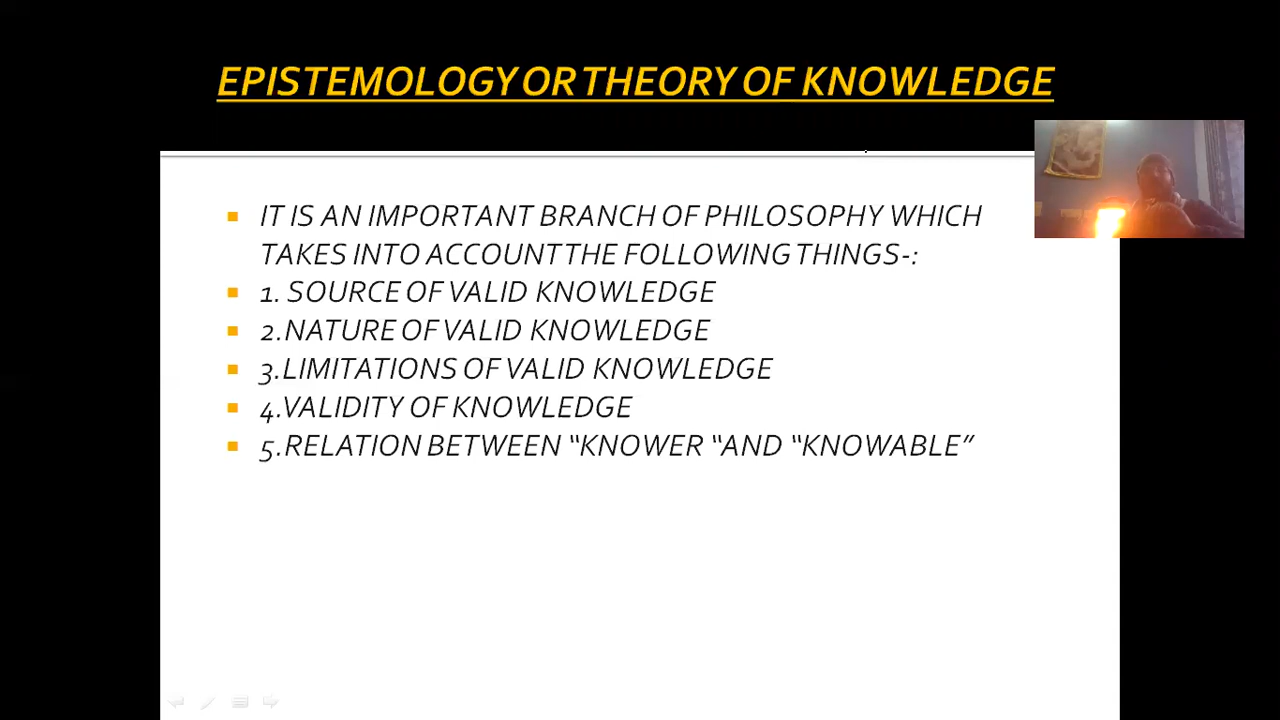 EPISTEMOLOGY OR THEORY OF KNOWLEDGE
IT IS AN IMPORTANT BRANCH OF PHILOSOPHY WHICH
TAKES INTO ACCOUNT THE FOLLOWING THINGS-:
1. SOURCE OF VALID KNOWLEDGE
2.NATURE OF VALID KNOWLEDGE
3.LIMITATIONS OF VALID KNOWLEDGE
4.VALIDITY OF KNOWLEDGE
5.RELATION BETWEEN “KNOWER “AND “KNOWABLE”